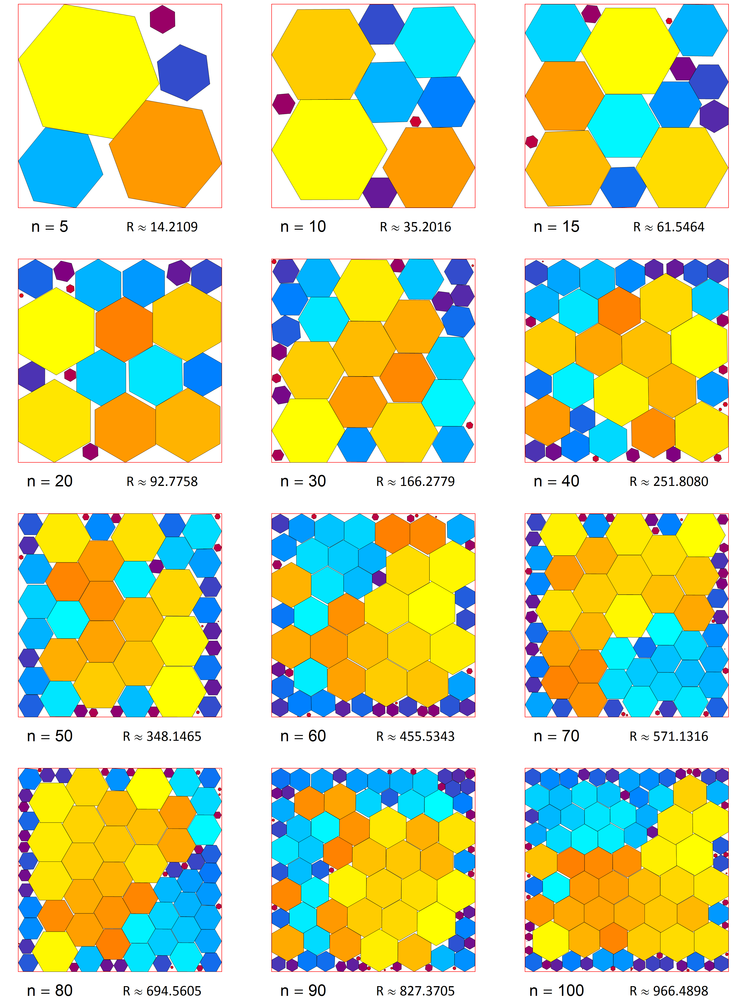 n = 5 R ≈ 14.2109
n = 10 R ≈ 35.2016
n = 15 R ≈ 61.5464
n = 20 R ≈ 92.7758
n = 30 R ≈ 166.2779
n = 40 R ≈ 251.8080
n = 50 R ≈ 348.1465
n = 60 R ≈ 455.5343
n = 70 R ≈ 571.1316
n = 80 R ≈ 694.5605
n = 90 R ≈ 827.3705
n = 100 R ≈ 966.4898